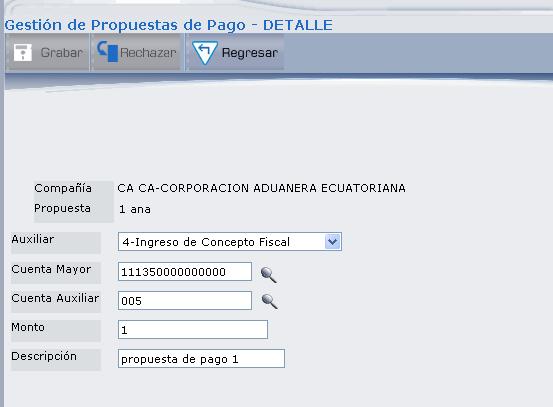 Gestión de Propuestas de Pago - DETALLE
Grabar Rechazar Regresar
Compañía CA CA-CORPORACION ADUANERA ECUATORIANA
Propuesta 1 ana
Auxiliar 4-Ingreso de Concepto Fiscal
Cuenta Mayor 111350000000000
Cuenta Auxiliar 005
Monto 1
Descripción propuesta de pago 1